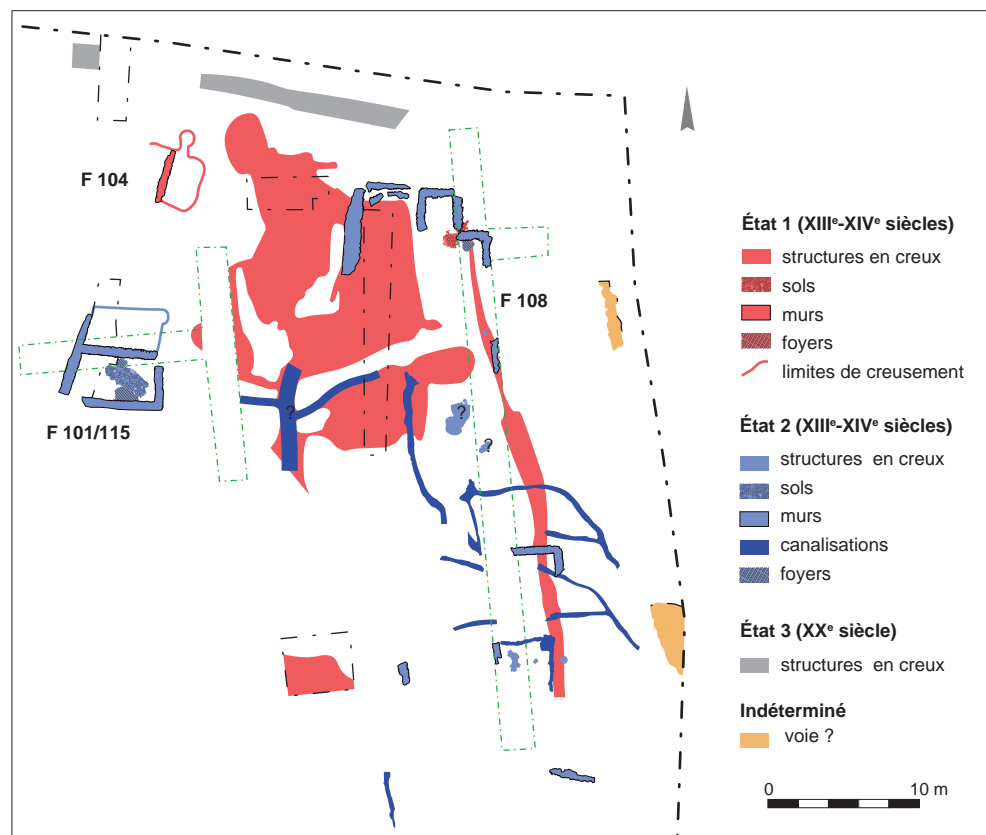 F 104
F 108
F 101/115
?
?
?
État 1 (XIIIe-XIVe siècles)
structures en creux
sols
murs
foyers
limites de creusement
État 2 (XIIIe-XIVe siècles)
structures en creux
sols
murs
canalisations
foyers
État 3 (XXe siècle)
structures en creux
Indéterminé
voie ?
0 10 m